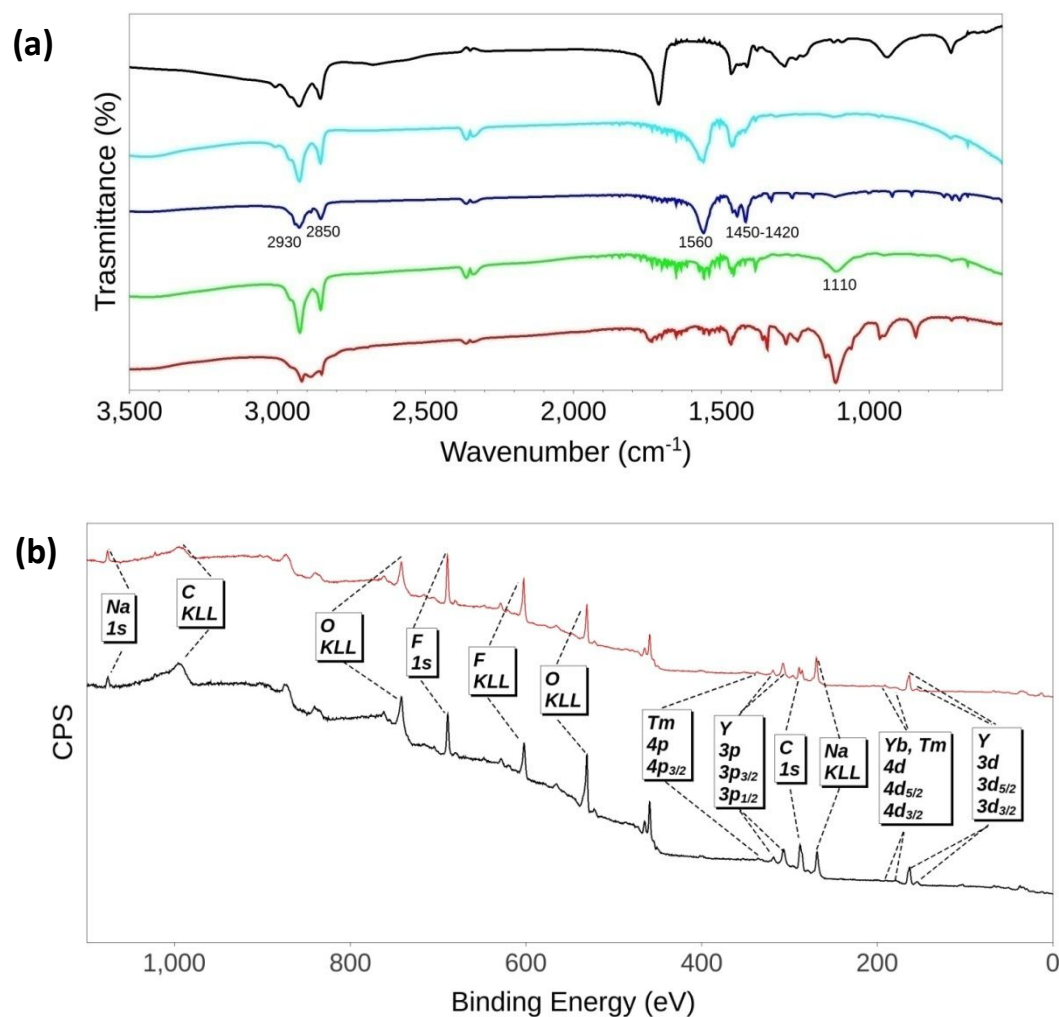 (a)
Trasmittance (%)
2930
2850
1560
1450-1420
1110
3,500
3,000
2,500
2,000
1,500
1,000
Wavenumber (cm⁻¹)
(b)
CPS
Na
1s
C
KLL
O
KLL
F
1s
F
KLL
O
KLL
Tm
4p
4p₃/₂
Y
3p
3p₃/₂
3p₁/₂
C
1s
Na
KLL
Yb, Tm
4d
4d₅/₂
4d₃/₂
Y
3d
3d₅/₂
3d₃/₂
1,000
800
600
400
200
0
Binding Energy (eV)